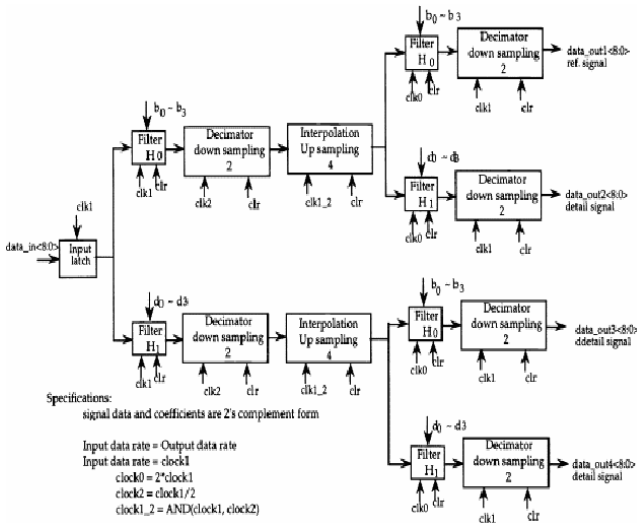 b0 ~ b3
Filter
H0
clk0
clr
Decimator
down sampling
2
clk1
clr
data_out1<8:0>
ref. signal
b0 ~ b3
Filter
H0
clk1
clr
Decimator
down sampling
2
clk2
clr
Interpolation
Up sampling
4
clk1_2
clr
d0 ~ d3
Filter
H1
clk0
clr
Decimator
down sampling
2
clk1
clr
data_out2<8:0>
detail signal
clk1
data_in<8:0>
Input
latch
d0 ~ d3
Filter
H1
clk1
clr
Decimator
down sampling
2
clk2
clr
Interpolation
Up sampling
4
clk1_2
clr
b0 ~ b3
Filter
H0
clk0
clr
Decimator
down sampling
2
clk1
clr
data_out3<8:0>
ddetail signal
d0 ~ d3
Filter
H1
clk0
clr
Decimator
down sampling
2
clk1
clr
data_out4<8:0>
detail signal
Specifications:
signal data and coefficients are 2's complement form
Input data rate = Output data rate
Input data rate = clock1
clock0 = 2*clock1
clock2 = clock1/2
clock1_2 = AND(clock1, clock2)